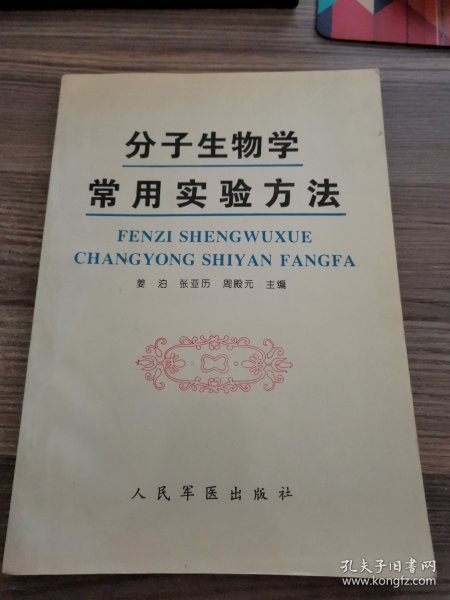 分子生物学
常用实验方法
FENZI SHENGWUXUE
CHANGYONG SHIYAN FANGFA
姜 泊 张亚历 周殿元 主编
人民军医出版社
孔夫子旧书网
www.kongfz.com